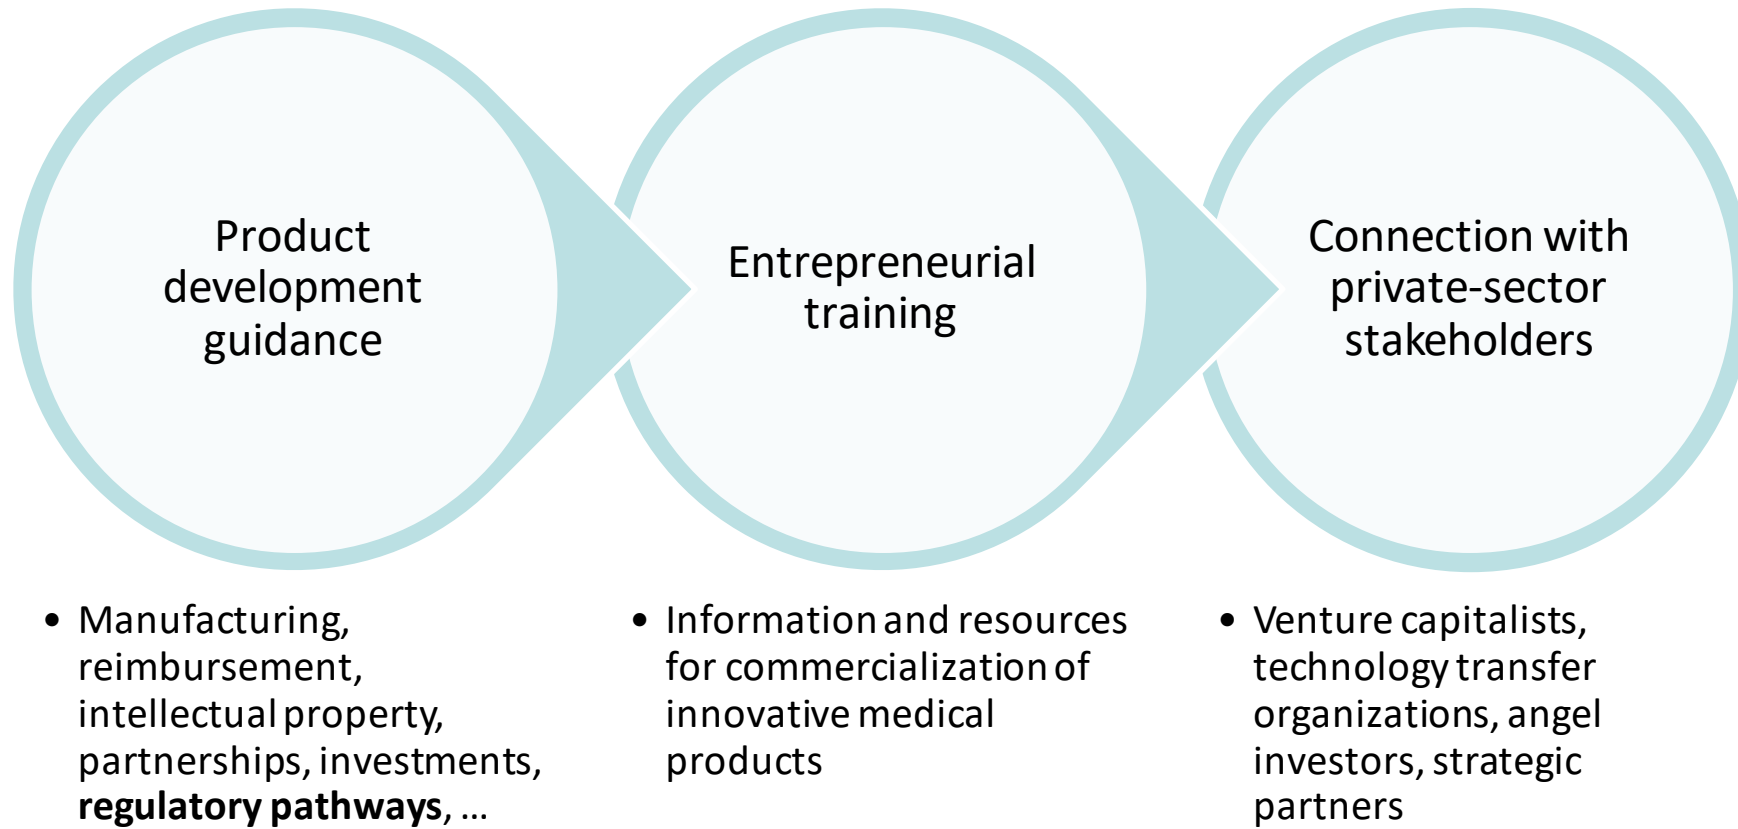 Product
development
guidance
Entrepreneurial
training
Connection with
private-sector
stakeholders
• Manufacturing,
reimbursement,
intellectual property,
partnerships, investments,
regulatory pathways, …
• Information and resources
for commercialization of
innovative medical
products
• Venture capitalists,
technology transfer
organizations, angel
investors, strategic
partners